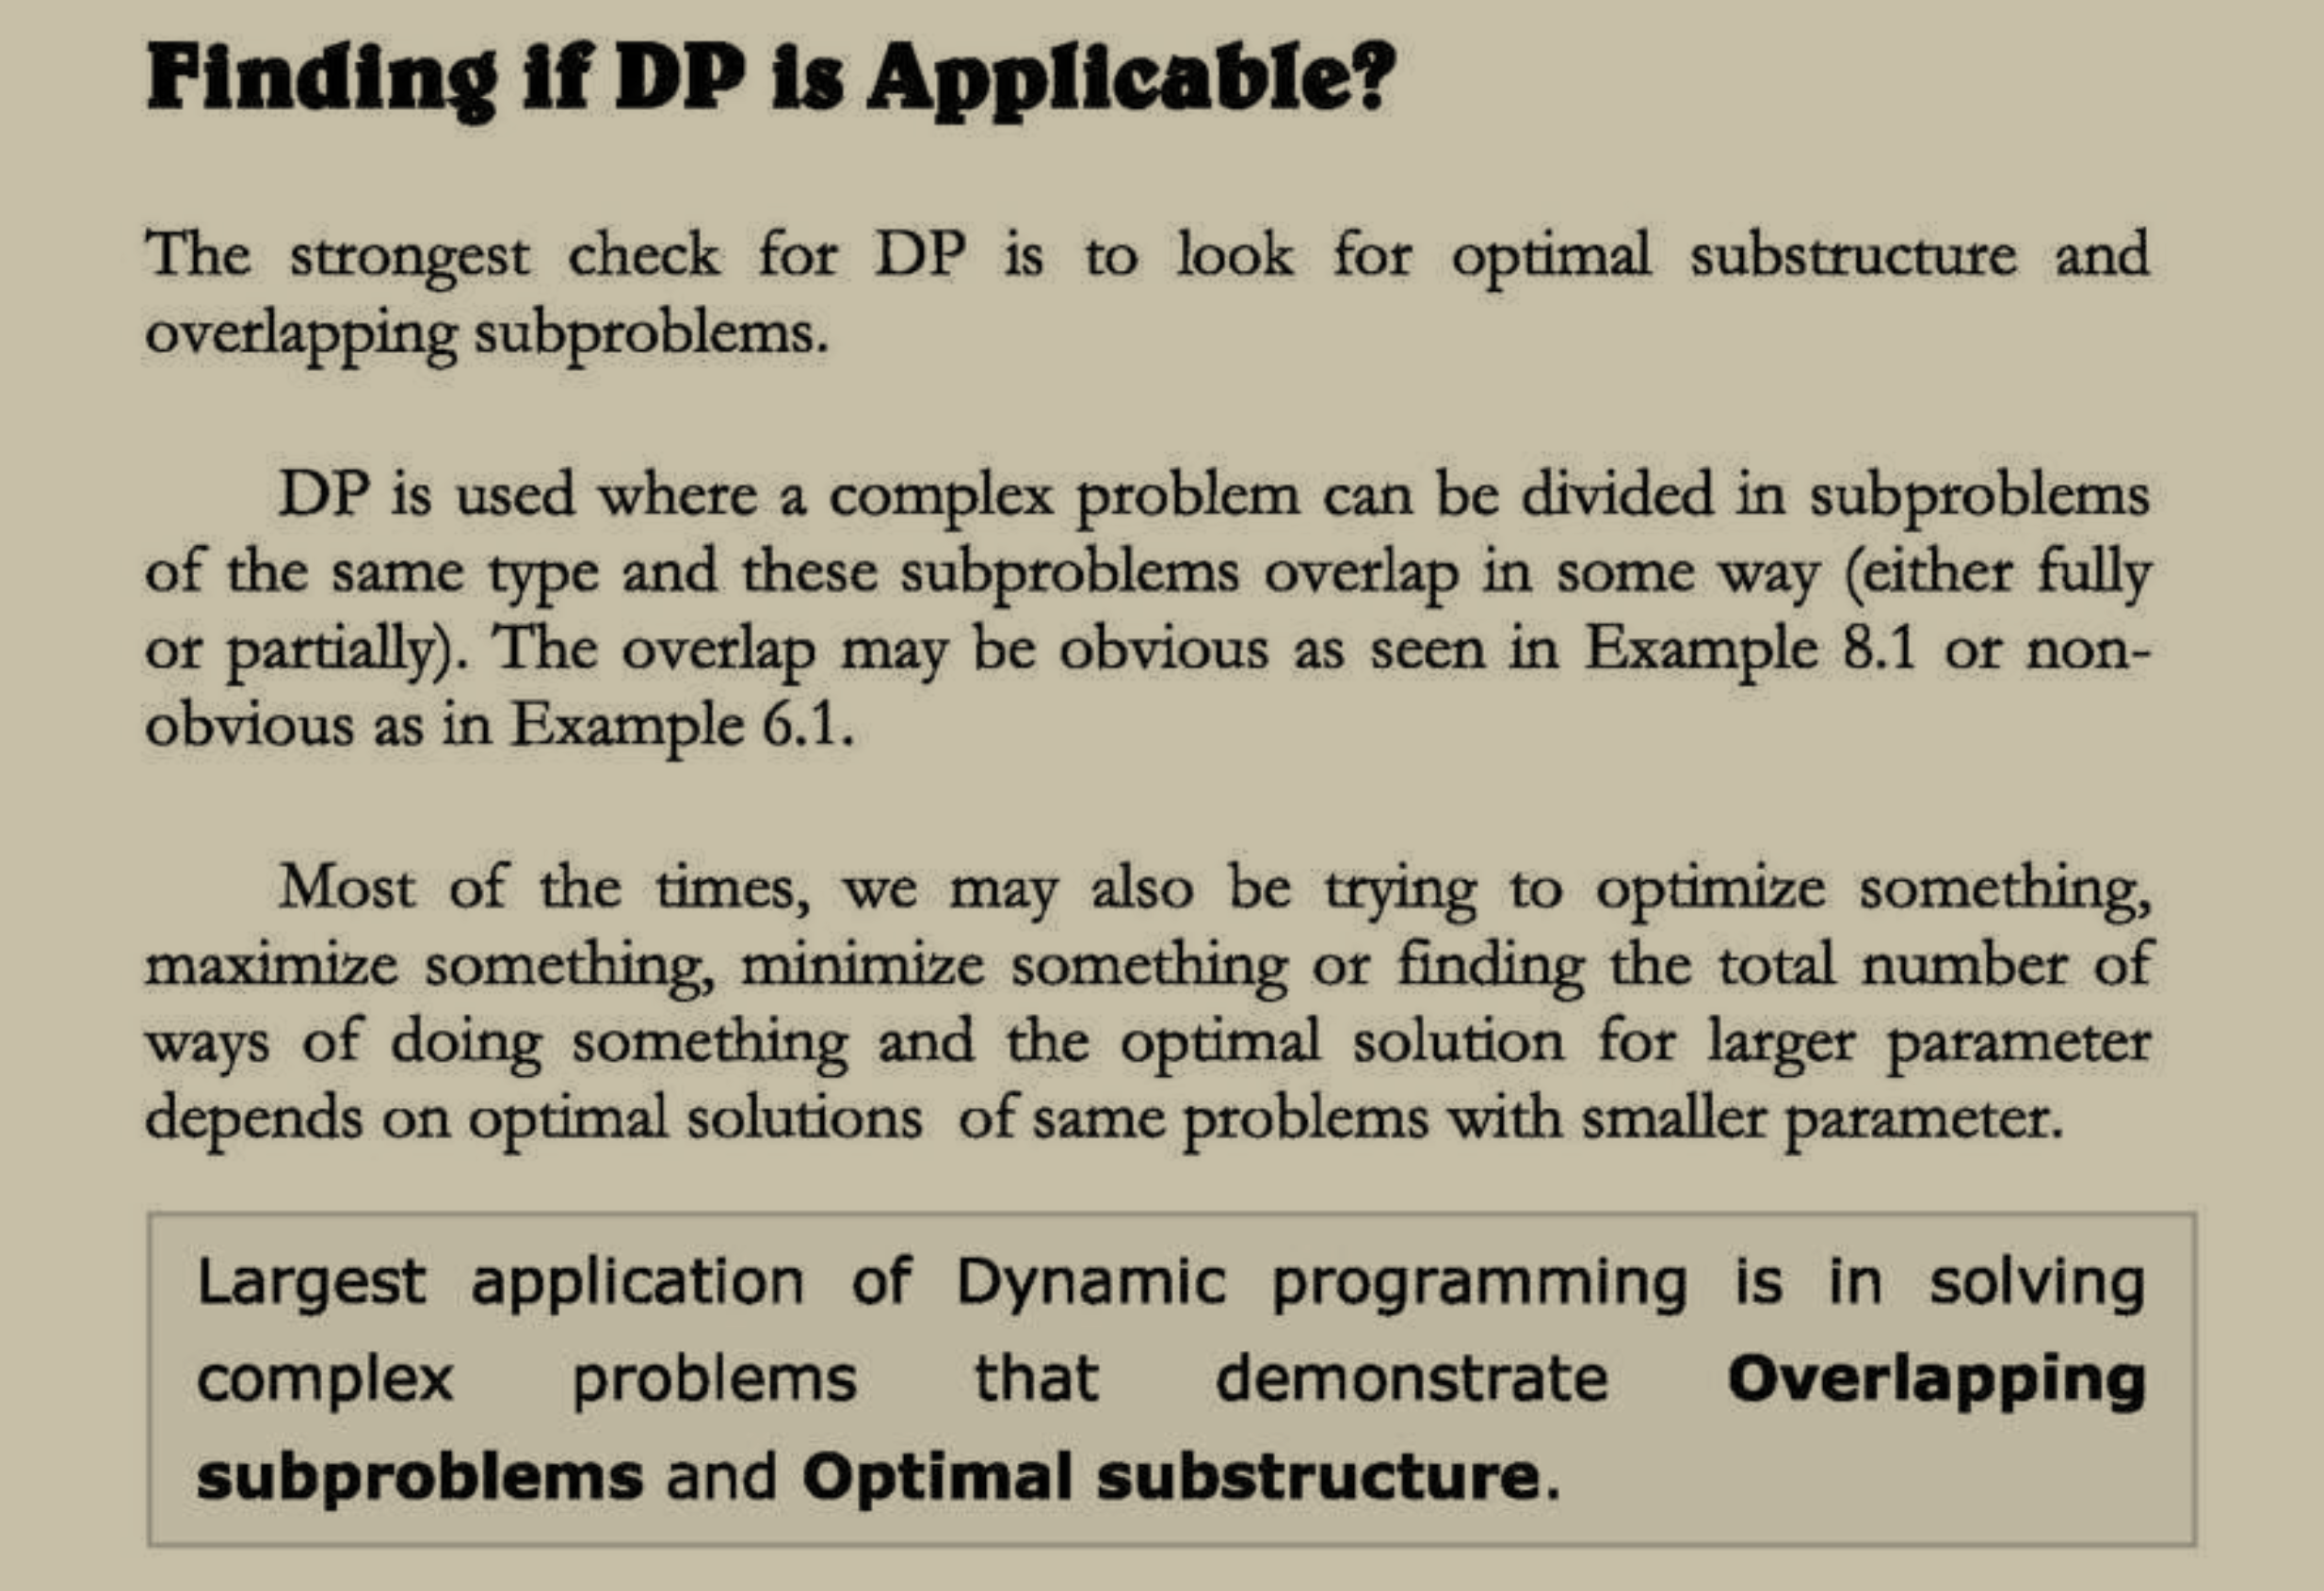 Finding if DP is Applicable?
The strongest check for DP is to look for optimal substructure and
overlapping subproblems.
DP is used where a complex problem can be divided in subproblems
of the same type and these subproblems overlap in some way (either fully
or partially). The overlap may be obvious as seen in Example 8.1 or non-
obvious as in Example 6.1.
Most of the times, we may also be trying to optimize something,
maximize something, minimize something or finding the total number of
ways of doing something and the optimal solution for larger parameter
depends on optimal solutions of same problems with smaller parameter.
Largest application of Dynamic programming is in solving
complex problems that demonstrate Overlapping
subproblems and Optimal substructure.